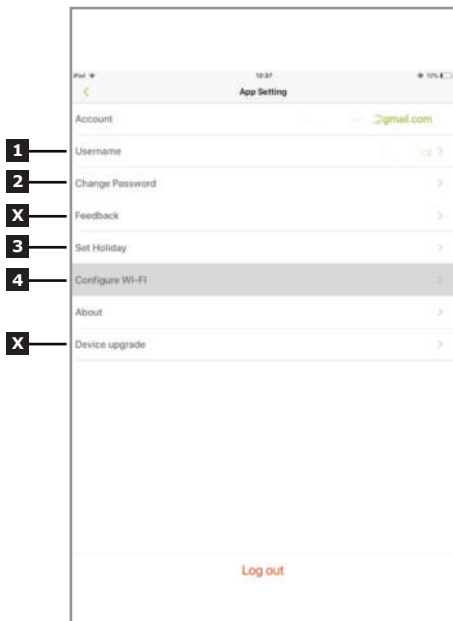 iPad 12:37 12%
App Setting
Account @gmail.com
1 Username
2 Change Password
X Feedback
3 Set Holiday
4 Configure Wi-Fi
About
X Device upgrade
Log out